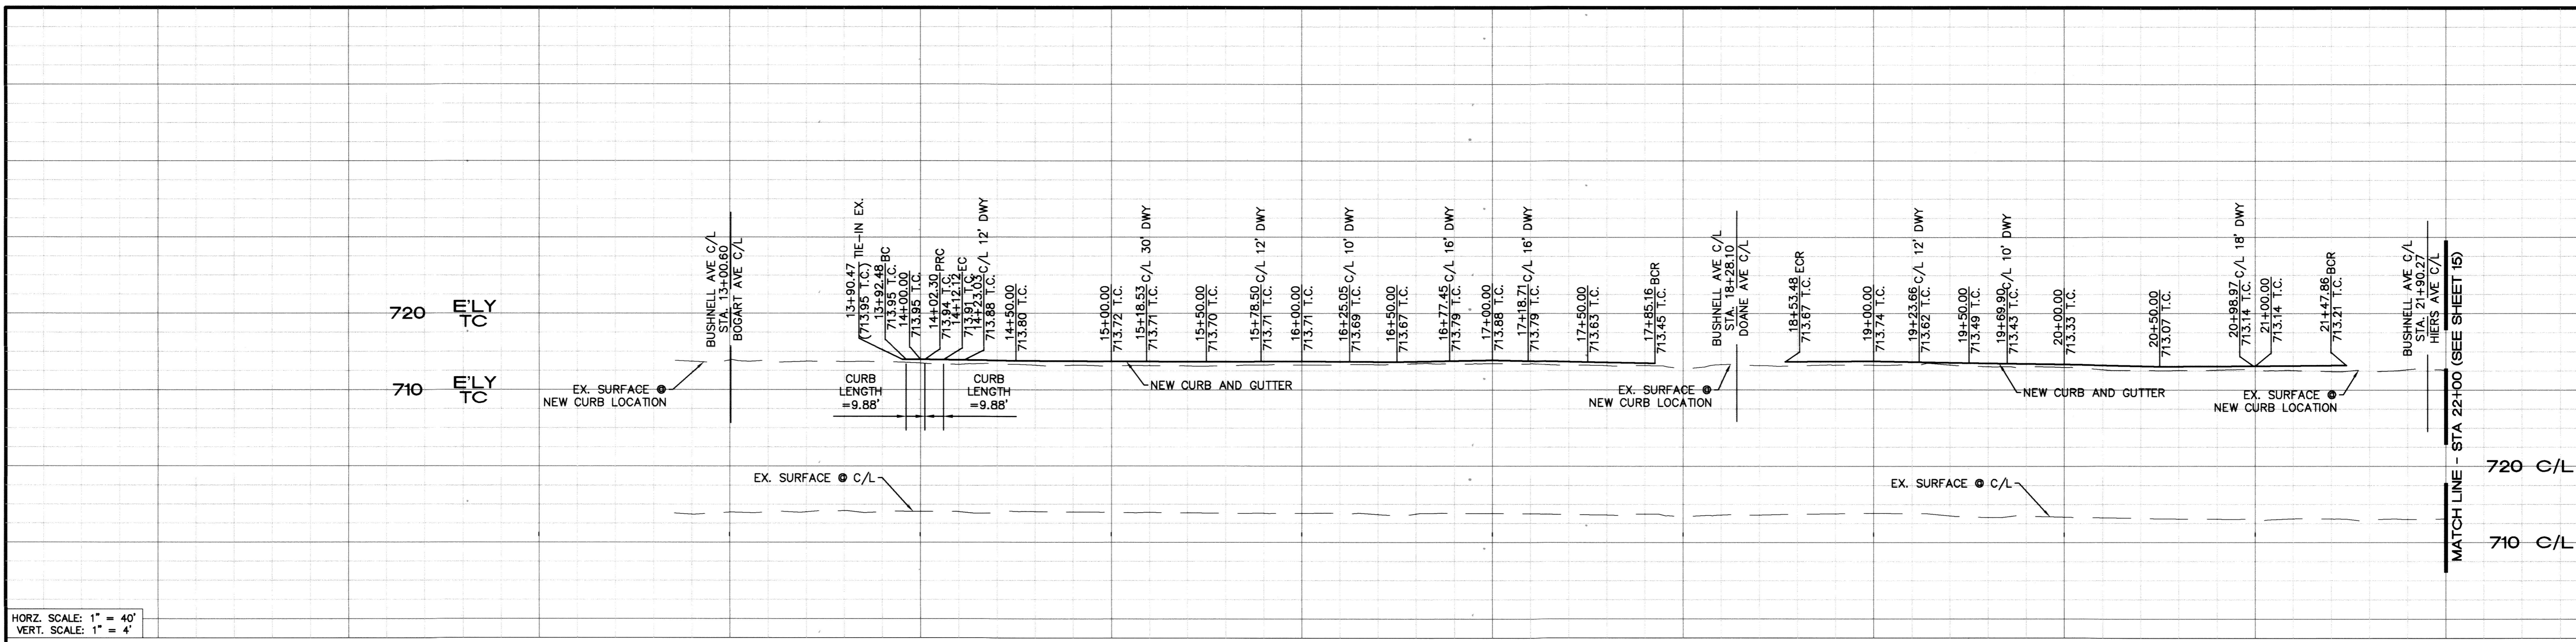 BUSHNELL AVE C/L
STA. 13+00.60
BOGART AVE C/L
13+90.47 TIE-IN EX.
(713.95 T.C.)
13+92.48 BC
713.95 T.C.
14+00.00
713.95 T.C.
14+02.30 PRC
713.94 T.C.
14+12.12 EC
713.91 T.C.
14+23.03 C/L 12' DWY
713.88 T.C.
14+50.00
713.80 T.C.
15+00.00
713.72 T.C.
15+18.53 C/L 30' DWY
713.71 T.C.
15+50.00
713.70 T.C.
15+78.50 C/L 12' DWY
713.71 T.C.
16+00.00
713.71 T.C.
16+25.05 C/L 10' DWY
713.69 T.C.
16+50.00
713.67 T.C.
16+77.45 C/L 16' DWY
713.79 T.C.
17+00.00
713.88 T.C.
17+18.71 C/L 16' DWY
713.79 T.C.
17+50.00
713.63 T.C.
17+85.16 BCR
713.45 T.C.
BUSHNELL AVE C/L
STA. 18+28.10
DOANE AVE C/L
18+53.48 ECR
713.67 T.C.
19+00.00
713.74 T.C.
19+23.66 C/L 12' DWY
713.62 T.C.
19+50.00
713.49 T.C.
19+69.90 C/L 10' DWY
713.43 T.C.
20+00.00
713.33 T.C.
20+50.00
713.07 T.C.
20+98.97 C/L 18' DWY
713.14 T.C.
21+00.00
713.14 T.C.
21+47.86 BCR
713.21 T.C.
BUSHNELL AVE C/L
STA. 21+90.27
HIERS AVE C/L
MATCH LINE - STA 22+00 (SEE SHEET 15)
720 E'LY
TC
710 E'LY
TC
EX. SURFACE @
NEW CURB LOCATION
CURB
LENGTH
=9.88'
CURB
LENGTH
=9.88'
NEW CURB AND GUTTER
EX. SURFACE @
NEW CURB LOCATION
NEW CURB AND GUTTER
EX. SURFACE @
NEW CURB LOCATION
EX. SURFACE @ C/L
EX. SURFACE @ C/L
720 C/L
710 C/L
HORZ. SCALE: 1" = 40'
VERT. SCALE: 1" = 4'